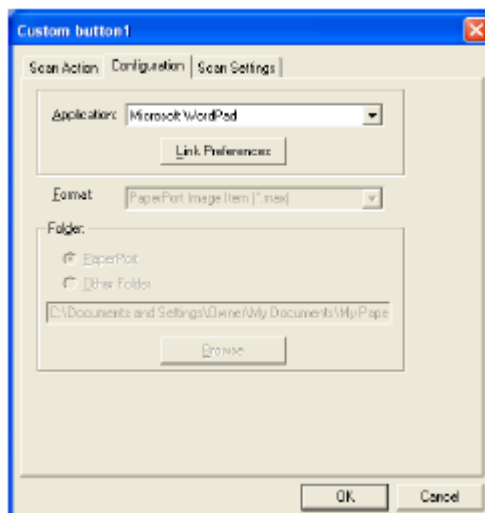 Custom button1
Scan Action Configuration Scan Settings
Application: Microsoft WordPad
Link Preferences
Format PaperPort Image Item (*.max)
Folder:
PaperPort
Other Folder
C:\Documents and Settings\Owner\My Documents\My Pape
Browse
OK Cancel